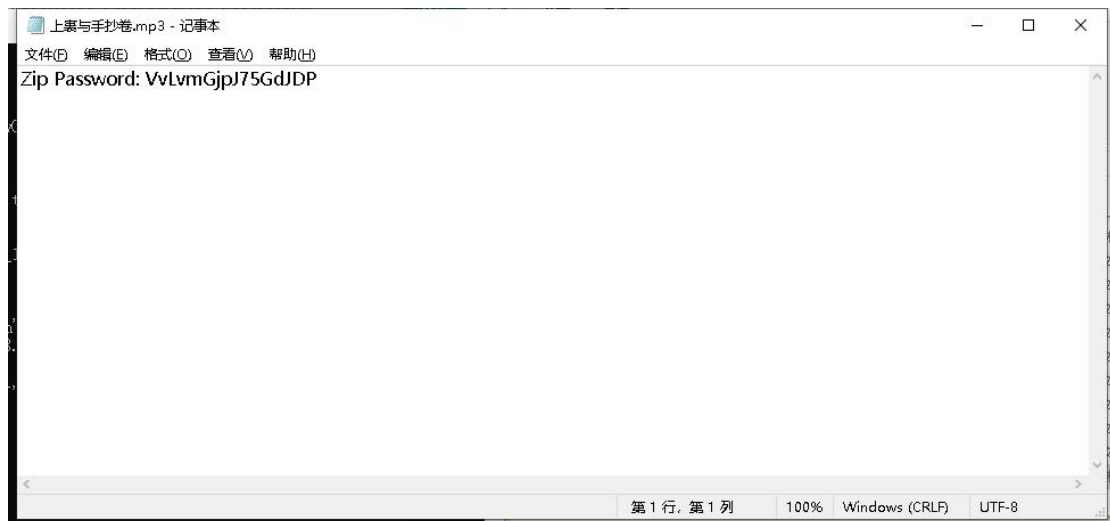 上裹与手抄卷.mp3 - 记事本
文件(F) 编辑(E) 格式(O) 查看(V) 帮助(H)
Zip Password: VvLvmGjpJ75GdJDP
第 1 行, 第 1 列 100% Windows (CRLF) UTF-8